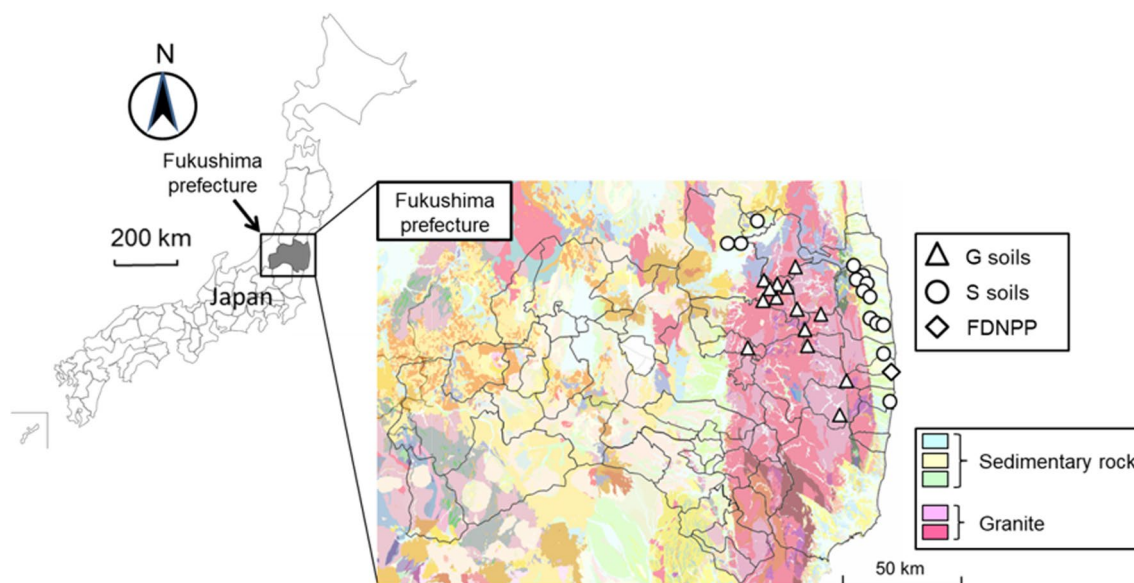 N
Fukushima
prefecture
200 km
Japan
Fukushima
prefecture
G soils
S soils
FDNPP
Sedimentary rock
Granite
50 km